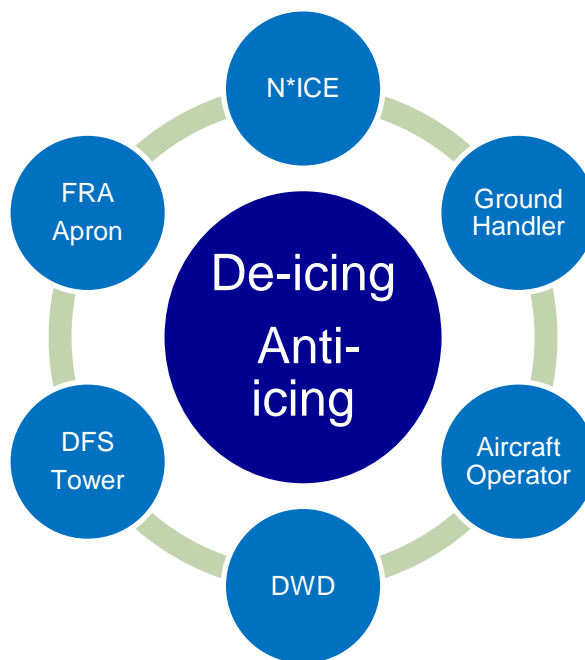 N*ICE
FRA
Apron
Ground
Handler
De-icing
Anti-
icing
DFS
Tower
Aircraft
Operator
DWD